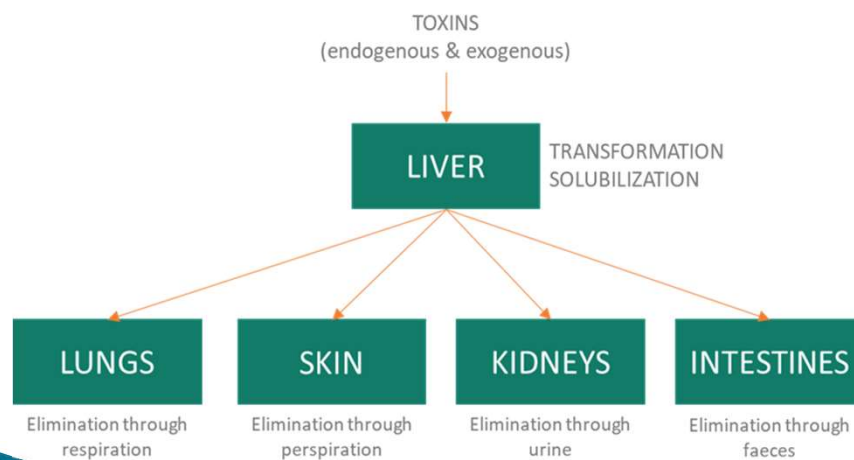 TOXINS
(endogenous & exogenous)
LIVER
TRANSFORMATION
SOLUBILIZATION
LUNGS
SKIN
KIDNEYS
INTESTINES
Elimination through
respiration
Elimination through
perspiration
Elimination through
urine
Elimination through
faeces